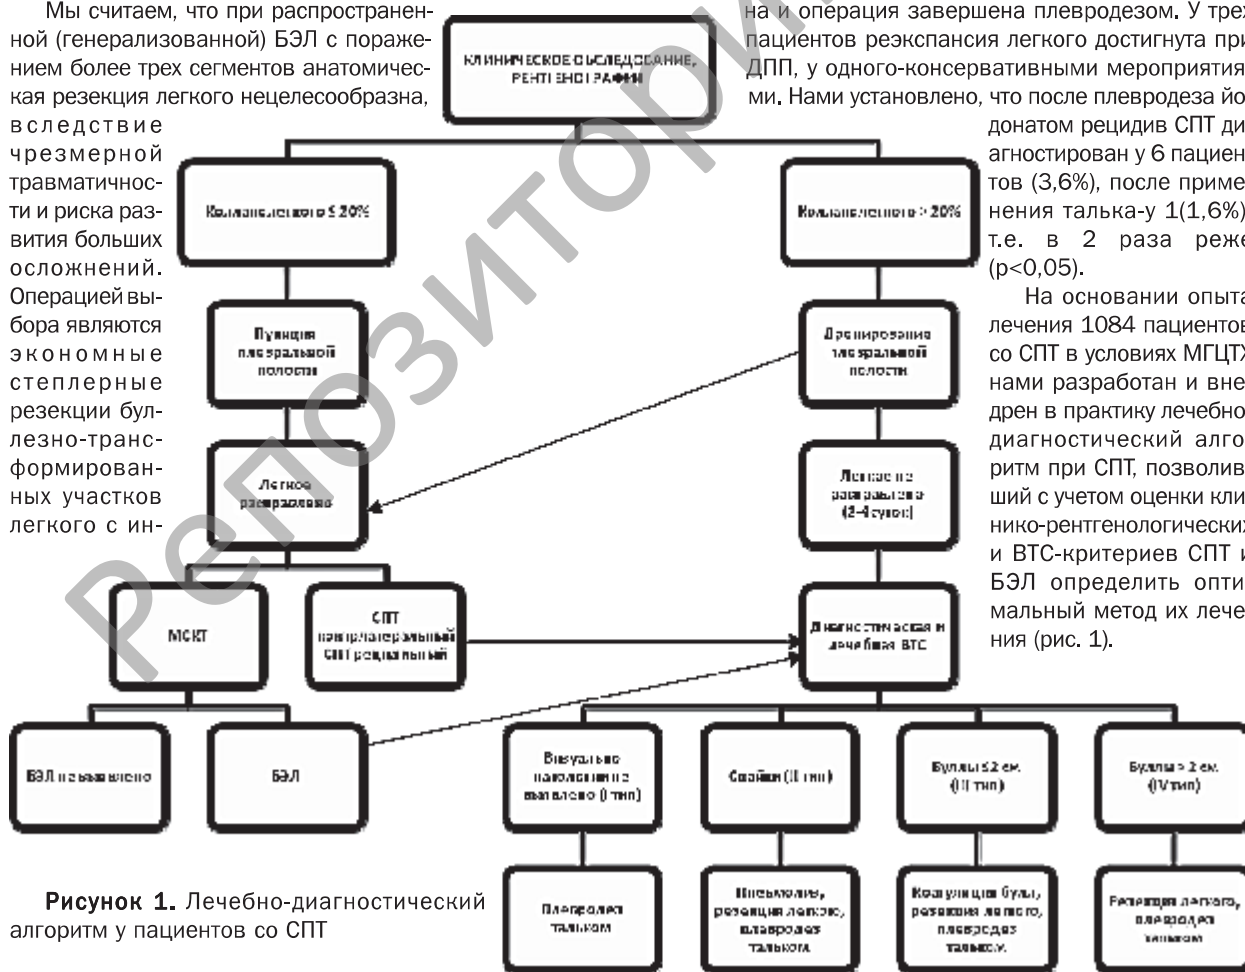 Мы считаем, что при распространен-
ной (генерализованной) БЭЛ с пораже-
нием более трех сегментов анатомичес-
кая резекция легкого нецелесообразна,
вследствие
чрезмерной
травматичнос-
ти и риска раз-
вития больших
осложнений.
Операцией вы-
бора являются
экономные
степлерные
резекции бул-
лезно-транс-
формирован-
ных участков
легкого с ин-
КЛИНИЧЕСКОЕ ОБСЛЕДОВАНИЕ,
РЕНТГЕНОГРАФИЯ
Коллапс легкого ≤ 20%
Коллапс легкого > 20%
Пункция
плевральной
полости
Дренирование
плевральной
полости
Легкое
расправлено
Легкое не
расправлено
(2-4 суток)
МСКТ
СПТ
контрлатеральный
СПТ рецидивный
Диагностическая и
лечебная ВТС
БЭЛ не выявлено
БЭЛ
Визуально
патологии не
выявлено (I тип)
Спайки (II тип)
Буллы ≤ 2 см.
(III тип)
Буллы > 2 см.
(IV тип)
Плевродез
тальком
Пневмолиз,
резекция легкого,
плевродез
тальком
Коагуляция булл,
резекция легкого,
плевродез
тальком
Резекция легкого,
плевродез
тальком
Рисунок 1. Лечебно-диагностический
алгоритм у пациентов со СПТ
на и операция завершена плевродезом. У трех
пациентов реэкспансия легкого достигнута при
ДПП, у одного-консервативными мероприятия-
ми. Нами установлено, что после плевродеза йо-
донатом рецидив СПТ ди-
агностирован у 6 пациен-
тов (3,6%), после приме-
нения талька-у 1(1,6%)
т.е. в 2 раза реже
(p<0,05).
На основании опыта
лечения 1084 пациентов
со СПТ в условиях МГЦТХ
нами разработан и вне-
дрен в практику лечебно-
диагностический алго-
ритм при СПТ, позволив-
ший с учетом оценки кли-
нико-рентгенологических
и ВТС-критериев СПТ и
БЭЛ определить опти-
мальный метод их лече-
ния (рис. 1).